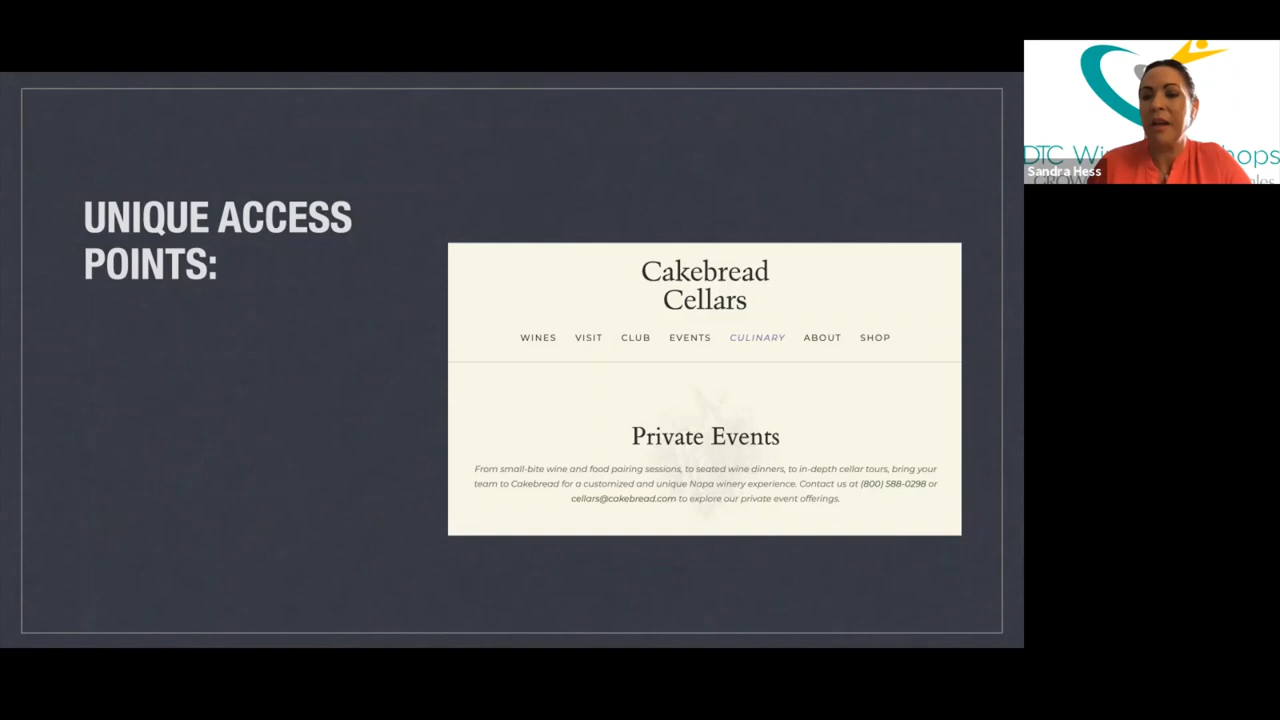 UNIQUE ACCESS
POINTS:
Cakebread
Cellars
WINES VISIT CLUB EVENTS CULINARY ABOUT SHOP
Private Events
From small-bite wine and food pairing sessions, to seated wine dinners, to in-depth cellar tours, bring your
team to Cakebread for a customized and unique Napa winery experience. Contact us at (800) 588-0298 or
cellars@cakebread.com to explore our private event offerings.
DTC
Sandra Hess